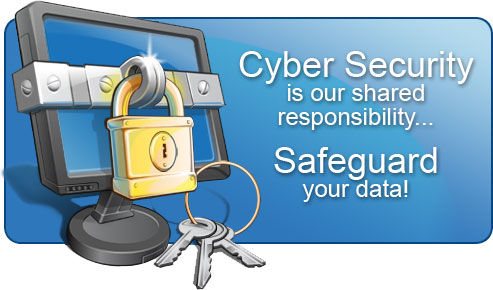 Cyber Security
is our shared
responsibility...
Safeguard
your data!